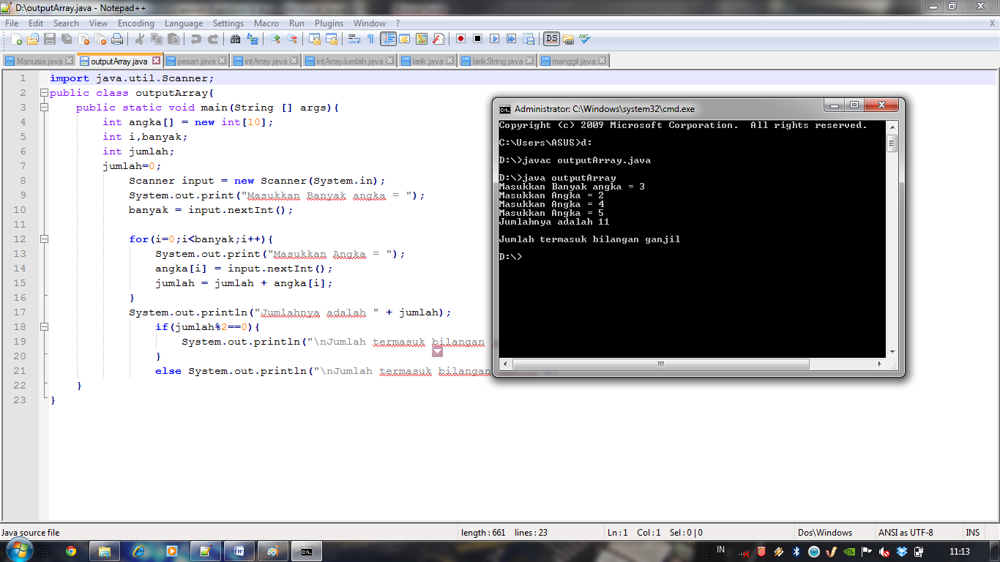 D:\outputArray.java - Notepad++
File Edit Search View Encoding Language Settings Macro Run Plugins Window ? X
Manusia.java outputArray.java pesan.java intArray.java intArrayJumlah.java larik.java larikString.java manggil.java
1 import java.util.Scanner;
2 public class outputArray{
3 public static void main(String [] args){
4 int angka[] = new int[10];
5 int i,banyak;
6 int jumlah;
7 jumlah=0;
8 Scanner input = new Scanner(System.in);
9 System.out.print("Masukkan Banyak angka = ");
10 banyak = input.nextInt();
11
12 for(i=0;i<banyak;i++){
13 System.out.print("Masukkan Angka = ");
14 angka[i] = input.nextInt();
15 jumlah = jumlah + angka[i];
16 }
17 System.out.println("Jumlahnya adalah " + jumlah);
18 if(jumlah%2==0){
19 System.out.println("\nJumlah termasuk bilangan
20 }
21 else System.out.println("\nJumlah termasuk bilangan
22 }
23 }
Administrator: C:\Windows\system32\cmd.exe
Copyright (c) 2009 Microsoft Corporation. All rights reserved.
C:\Users\ASUS>d:
D:\>javac outputArray.java
D:\>java outputArray
Masukkan Banyak angka = 3
Masukkan Angka = 2
Masukkan Angka = 4
Masukkan Angka = 5
Jumlahnya adalah 11
Jumlah termasuk bilangan ganjil
D:\>
Java source file length : 661 lines : 23 Ln : 1 Col : 1 Sel : 0 | 0 Dos\Windows ANSI as UTF-8 INS
IN 11:13